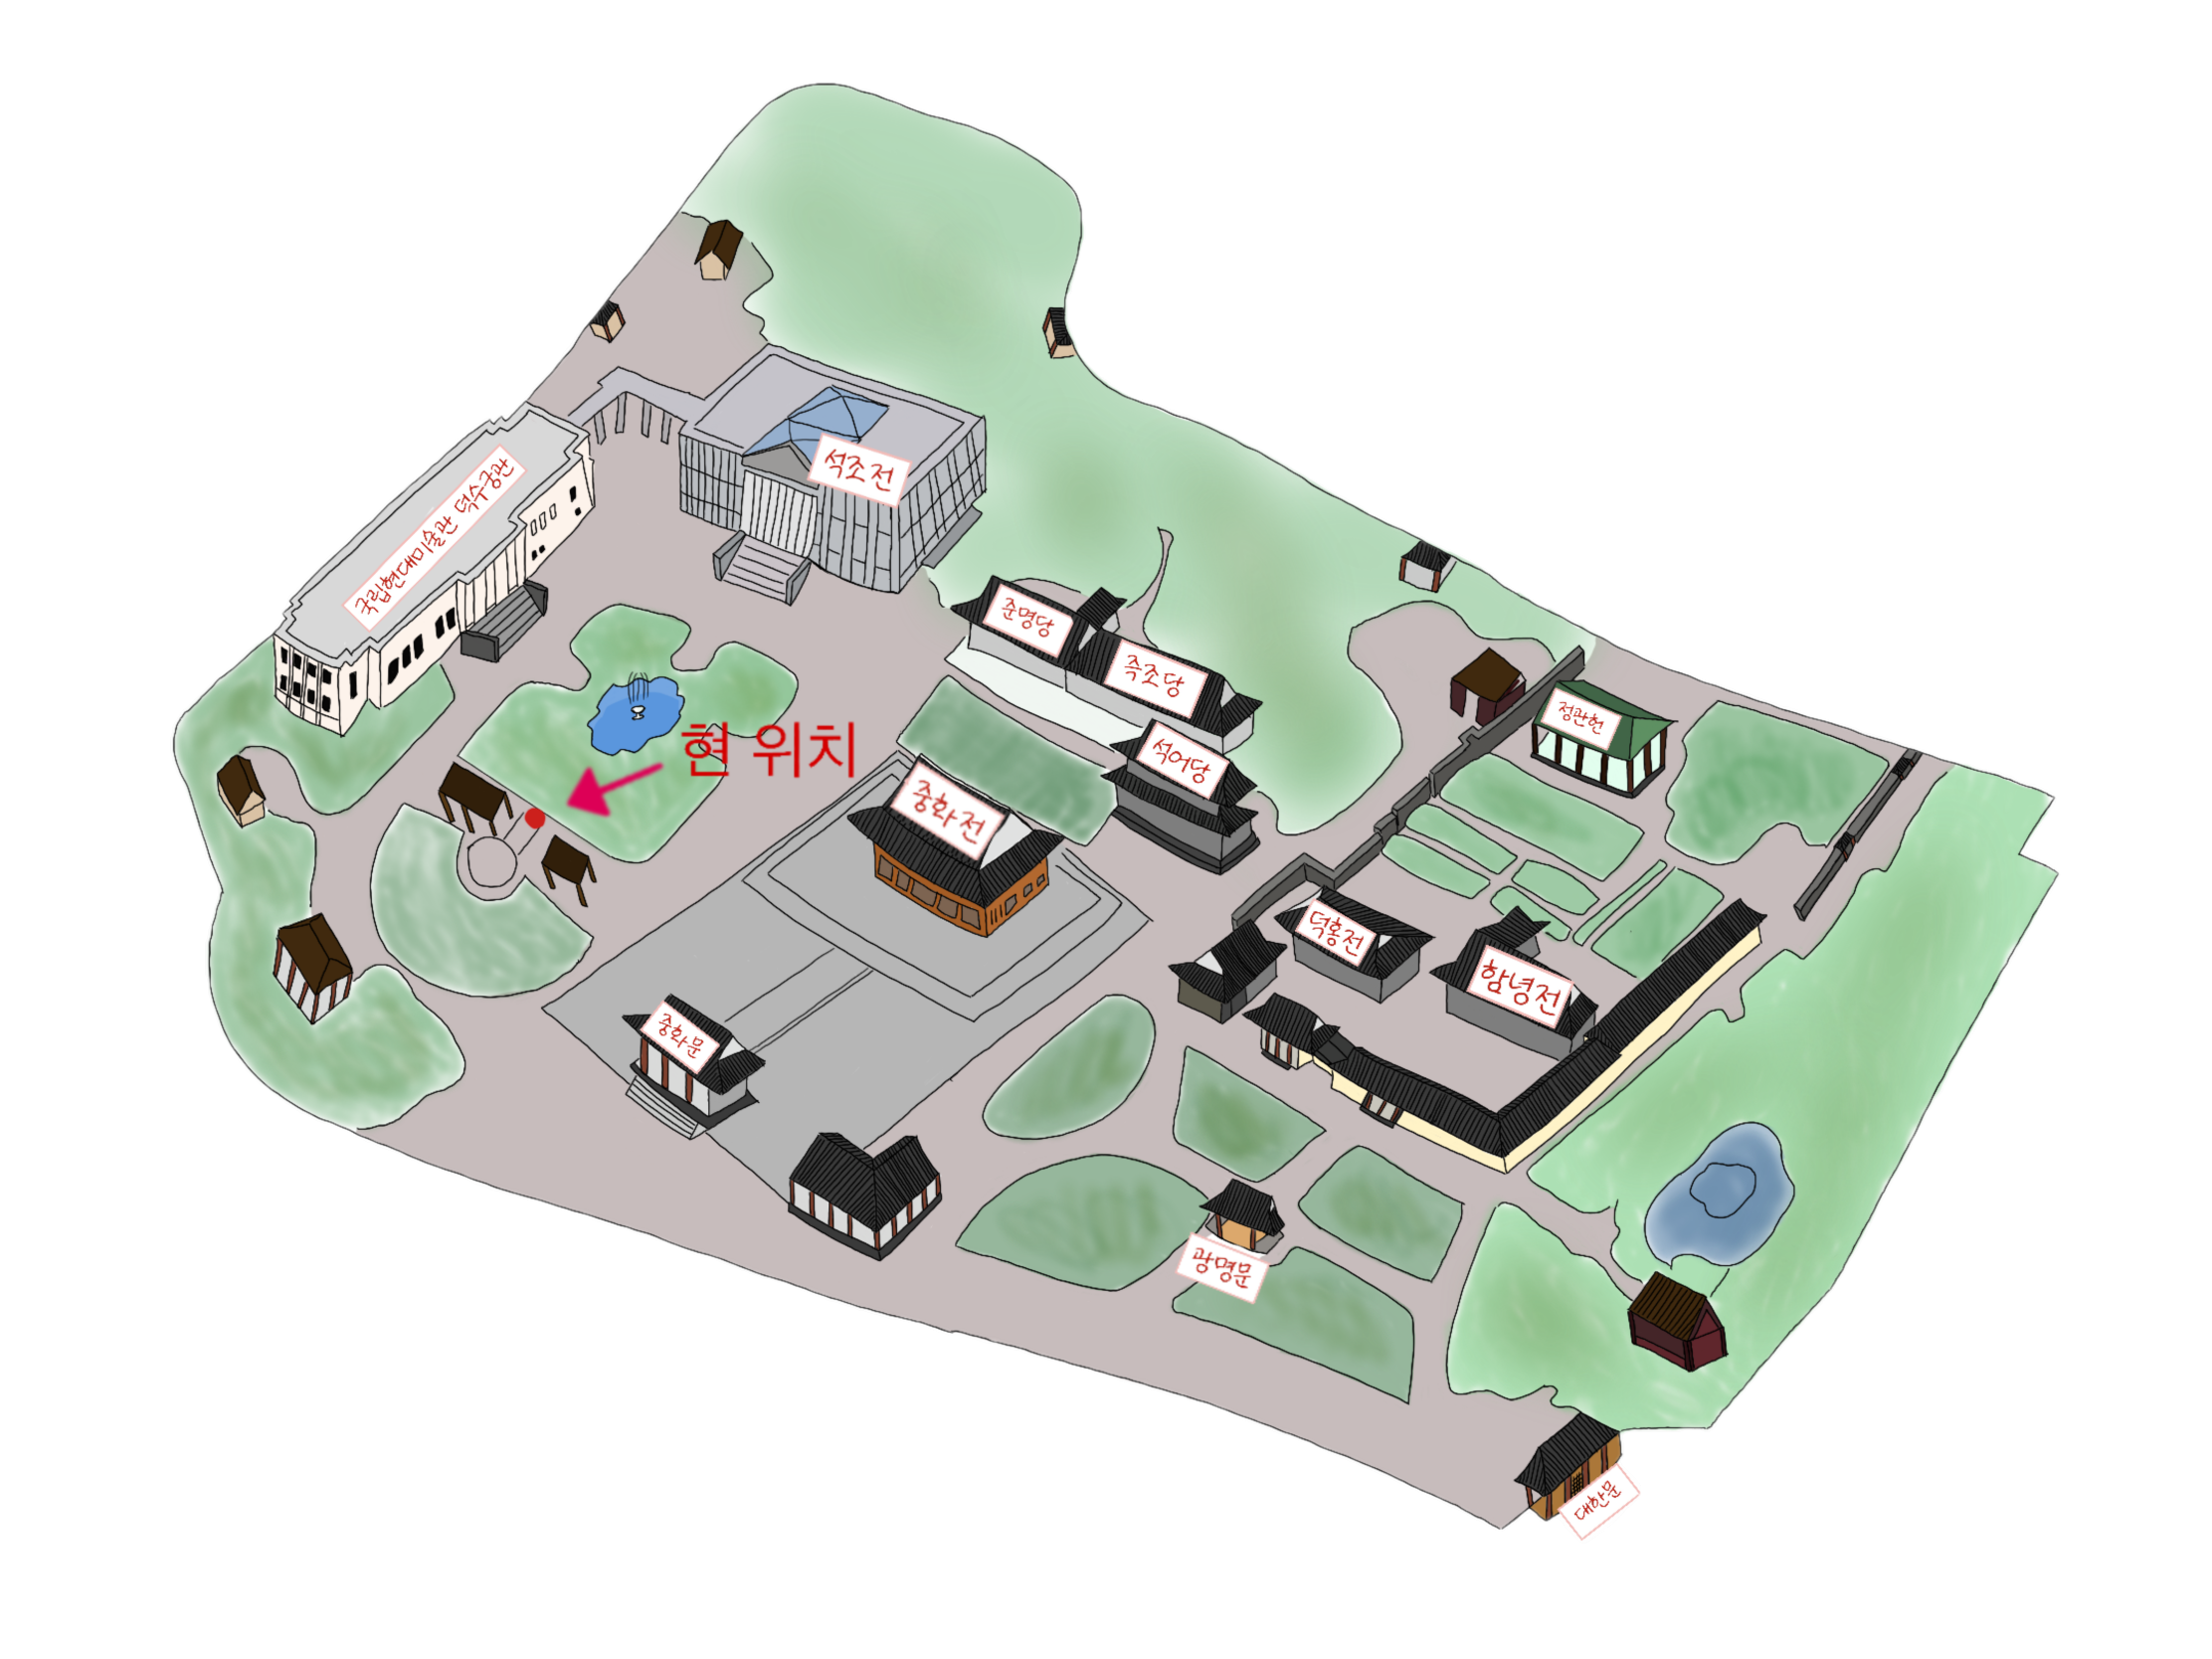 석조전
국립현대미술관 덕수궁관
준명당
즉조당
정관헌
석어당
현 위치
중화전
덕홍전
함녕전
중화문
광명문
대한문